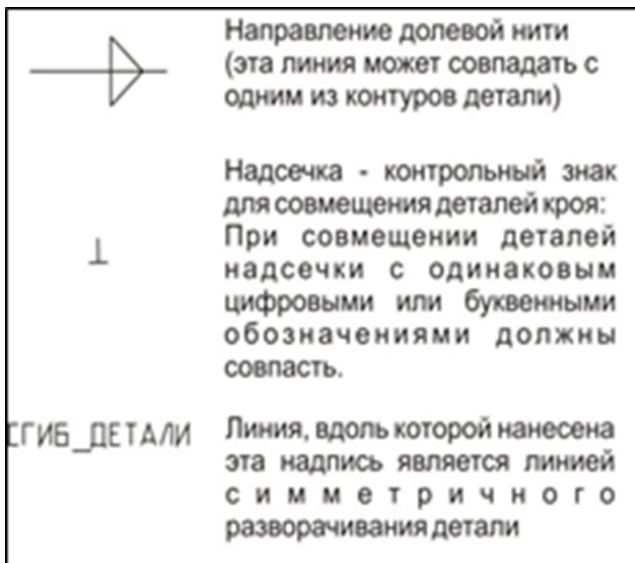 Направление долевой нити
(эта линия может совпадать с
одним из контуров детали)
Надсечка - контрольный знак
для совмещения деталей кроя:
При совмещении деталей
надсечки с одинаковым
цифровыми или буквенными
обозначениями должны
совпасть.
СГИБ_ДЕТАЛИ
Линия, вдоль которой нанесена
эта надпись является линией
симметричного
разворачивания детали